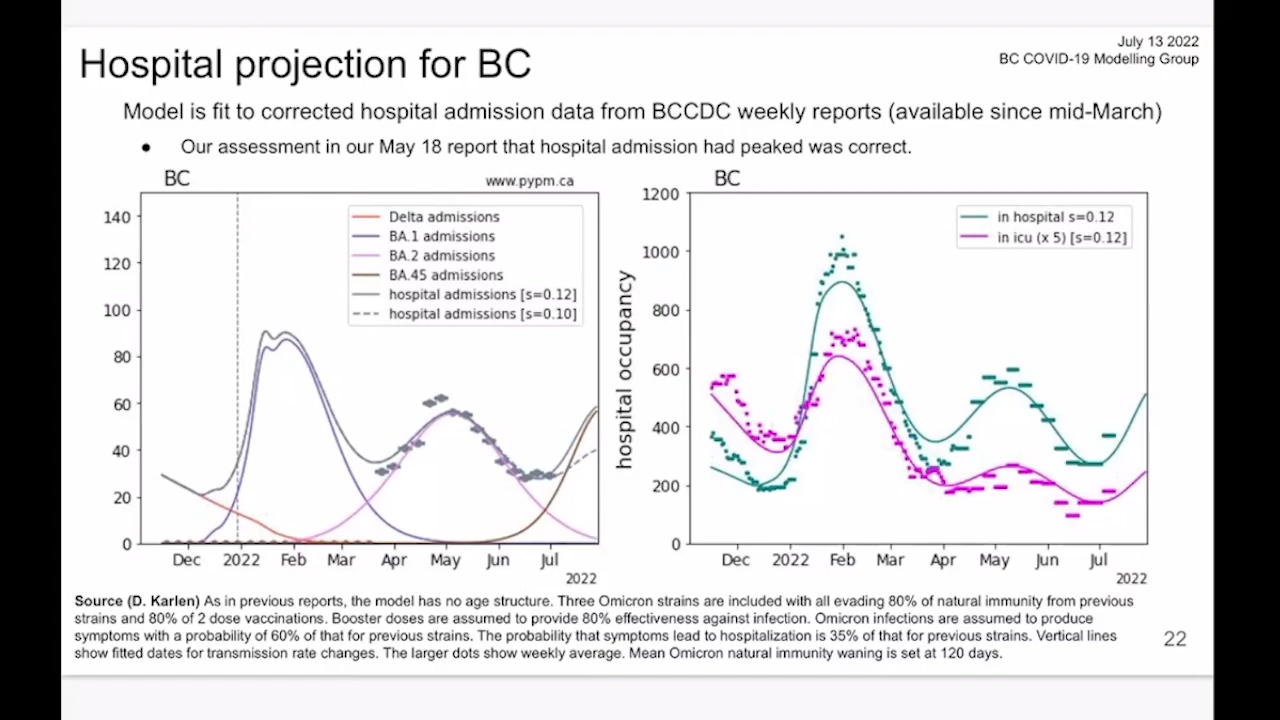 July 13 2022
Hospital projection for BC
BC COVID-19 Modelling Group
Model is fit to corrected hospital admission data from BCCDC weekly reports (available since mid-March)
● Our assessment in our May 18 report that hospital admission had peaked was correct.
BC
www.pypm.ca
140
120
100
80
60
40
20
0
Delta admissions
BA.1 admissions
BA.2 admissions
BA.45 admissions
hospital admissions [s=0.12]
hospital admissions [s=0.10]
Dec 2022 Feb Mar Apr May Jun Jul
2022
BC
hospital occupancy
1200
1000
800
600
400
200
0
in hospital s=0.12
in icu (x 5) [s=0.12]
Dec 2022 Feb Mar Apr May Jun Jul
2022
Source (D. Karlen) As in previous reports, the model has no age structure. Three Omicron strains are included with all evading 80% of natural immunity from previous
strains and 80% of 2 dose vaccinations. Booster doses are assumed to provide 80% effectiveness against infection. Omicron infections are assumed to produce
symptoms with a probability of 60% of that for previous strains. The probability that symptoms lead to hospitalization is 35% of that for previous strains. Vertical lines
show fitted dates for transmission rate changes. The larger dots show weekly average. Mean Omicron natural immunity waning is set at 120 days.
22